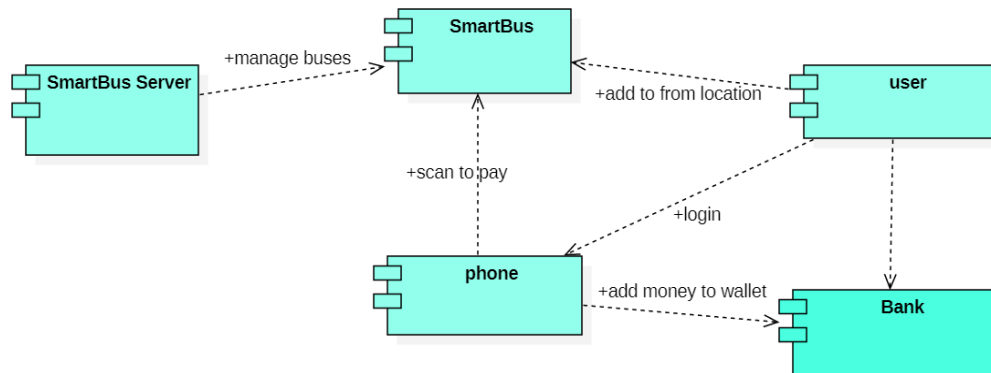 SmartBus
+manage buses
SmartBus Server
user
+add to from location
+scan to pay
+login
phone
+add money to wallet
Bank